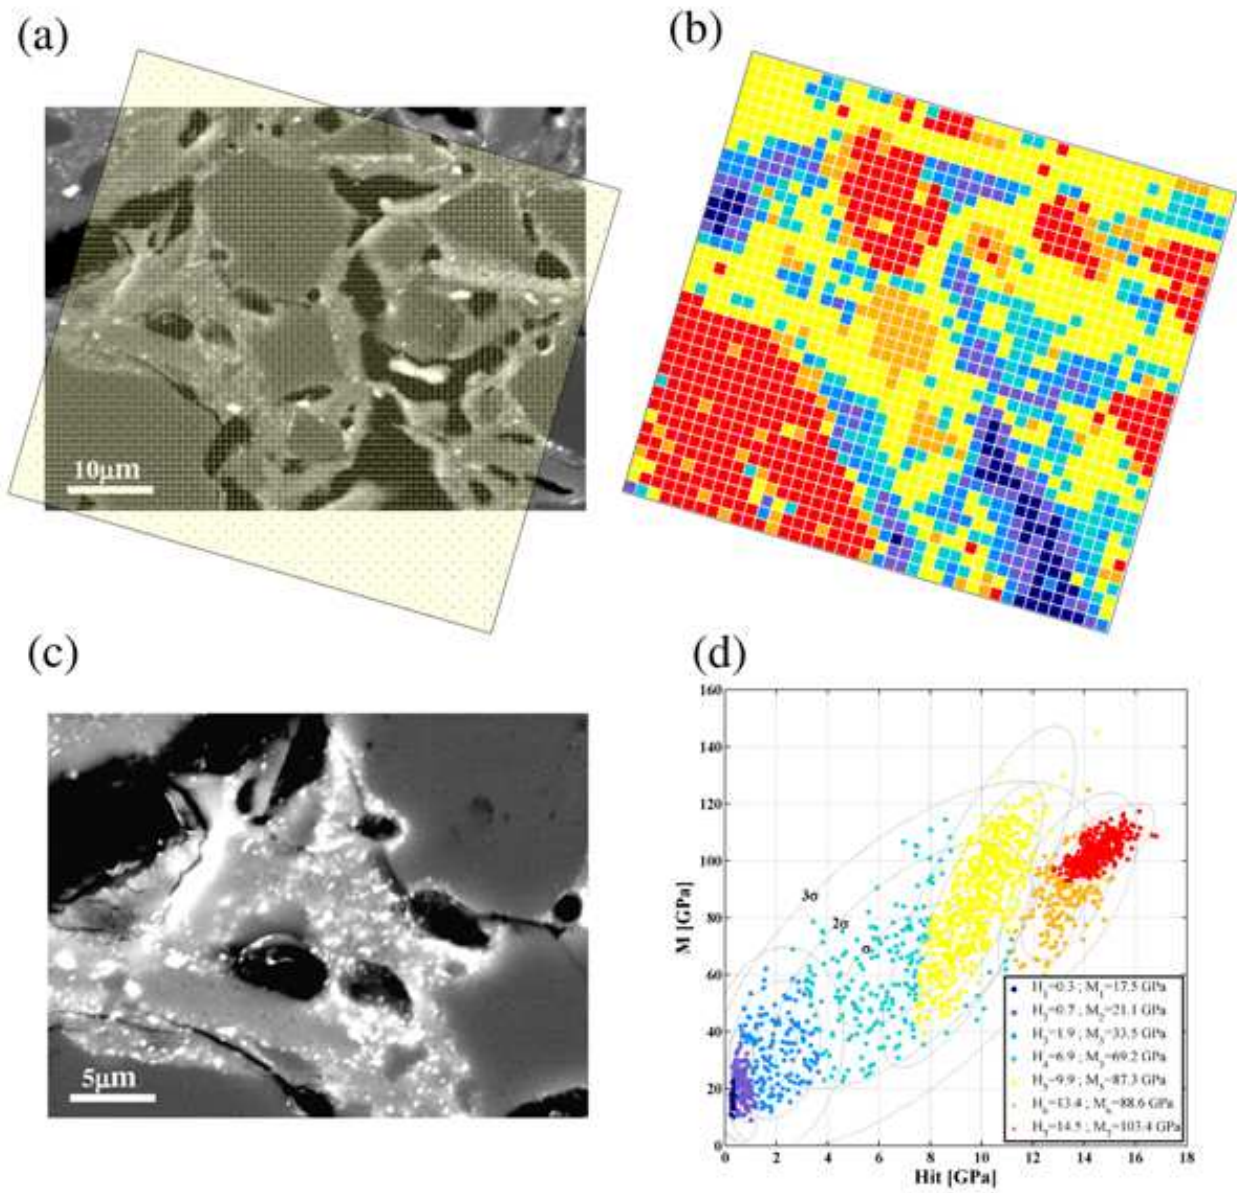 (a)
(b)
10μm
(c)
(d)
5μm
160
140
120
100
80
60
40
20
0
M [GPa]
3σ
2σ
σ
H1=0.3 ; M1=17.5 GPa
H2=0.7 ; M2=21.1 GPa
H3=1.9 ; M3=33.5 GPa
H4=6.9 ; M3=69.2 GPa
H5=9.9 ; M5=87.3 GPa
H6=13.4 ; M6=88.6 GPa
H7=14.5 ; M7=103.4 GPa
0 2 4 6 8 10 12 14 16 18
Hit [GPa]